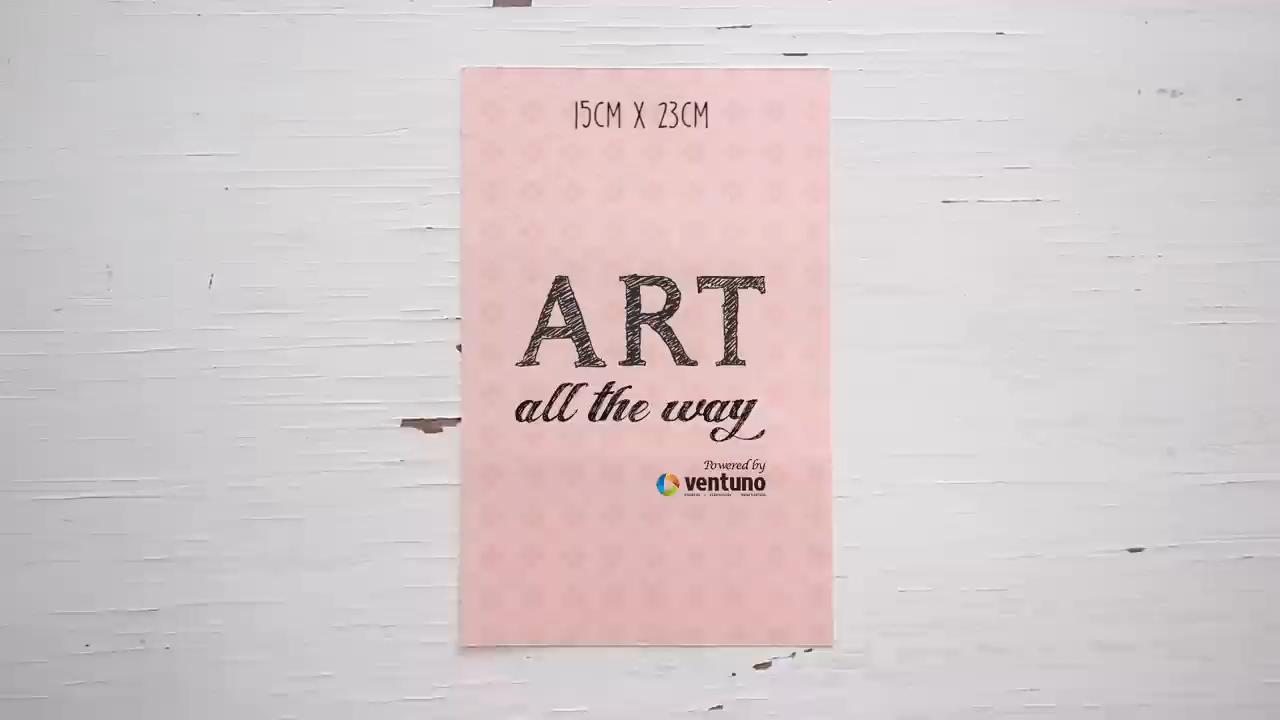 15CM X 23CM
ART
all the way
Powered by
ventuno